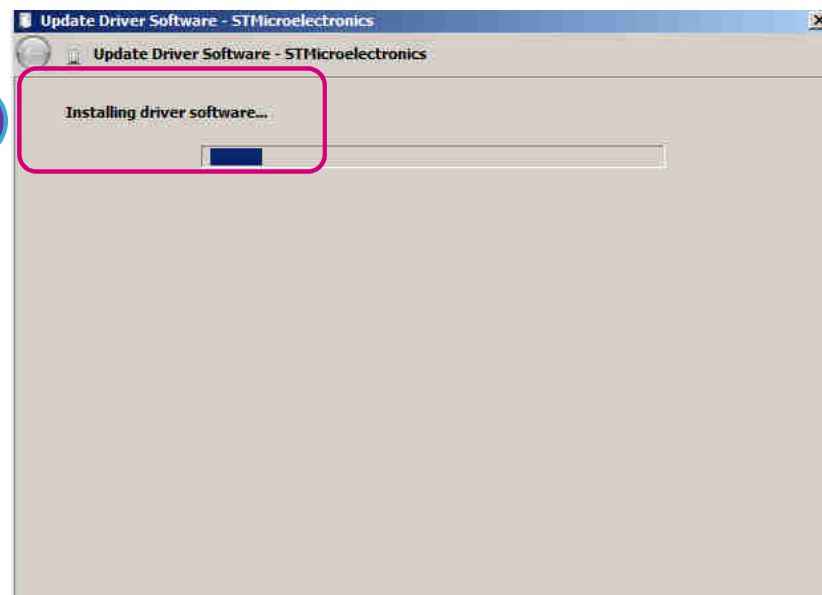 Update Driver Software - STMicroelectronics
Update Driver Software - STMicroelectronics
Installing driver software...